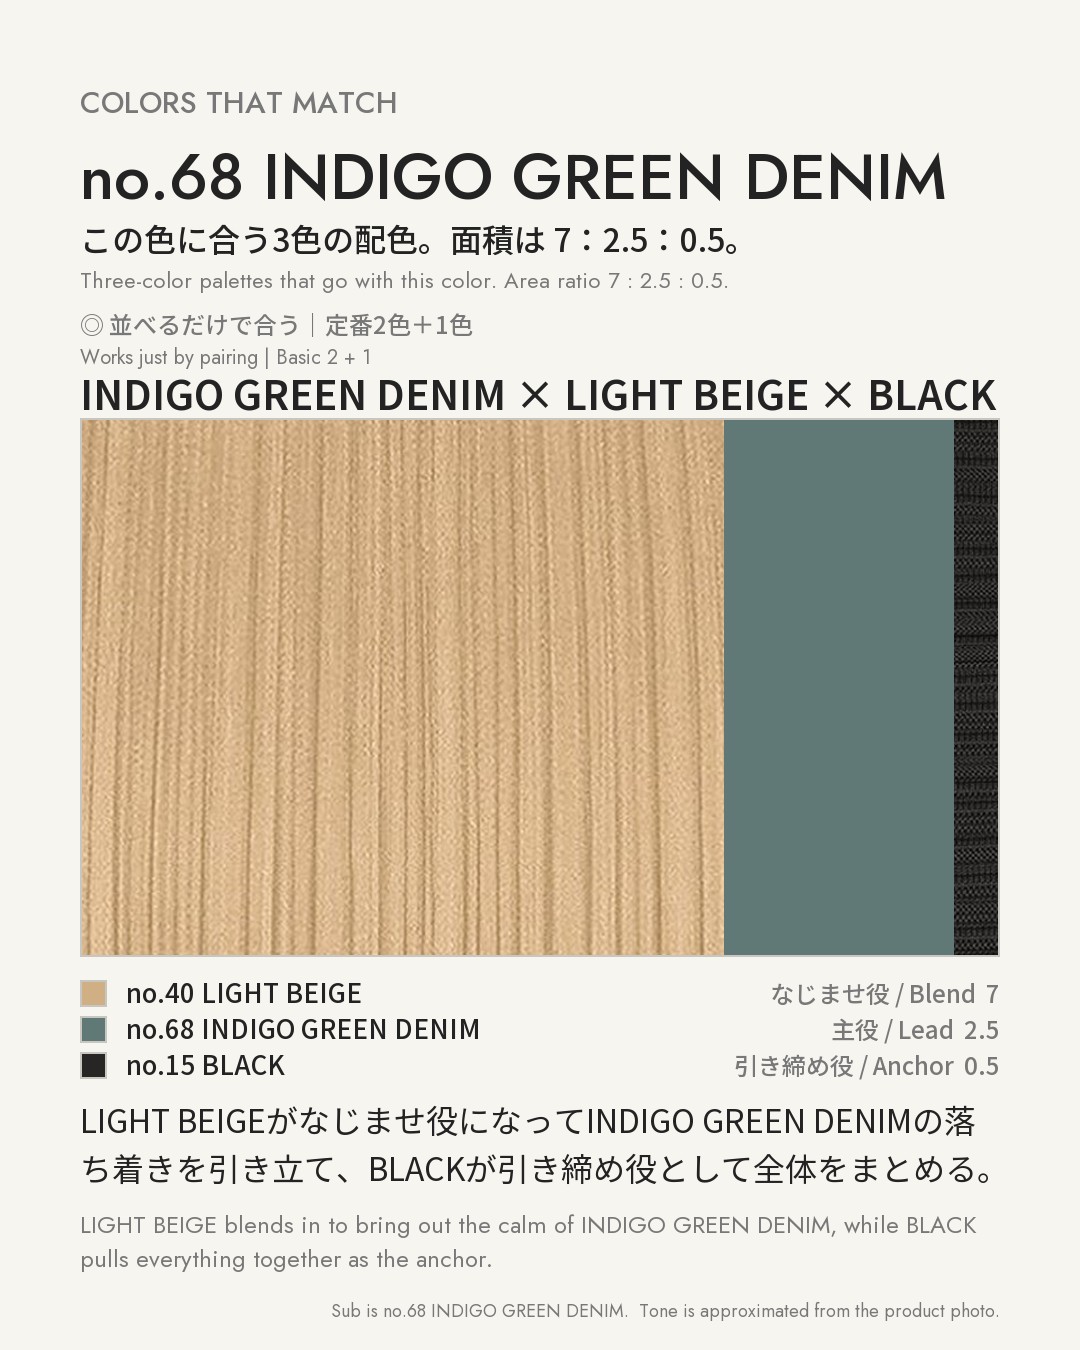 COLORS THAT MATCH
no.68 INDIGO GREEN DENIM
この色に合う3色の配色。面積は 7：2.5：0.5。
Three-color palettes that go with this color. Area ratio 7 : 2.5 : 0.5.
◎ 並べるだけで合う｜定番2色＋1色
Works just by pairing | Basic 2 + 1
INDIGO GREEN DENIM × LIGHT BEIGE × BLACK
no.40 LIGHT BEIGE なじませ役 / Blend 7
no.68 INDIGO GREEN DENIM 主役 / Lead 2.5
no.15 BLACK 引き締め役 / Anchor 0.5
LIGHT BEIGEがなじませ役になってINDIGO GREEN DENIMの落
ち着きを引き立て、BLACKが引き締め役として全体をまとめる。
LIGHT BEIGE blends in to bring out the calm of INDIGO GREEN DENIM, while BLACK
pulls everything together as the anchor.
Sub is no.68 INDIGO GREEN DENIM. Tone is approximated from the product photo.